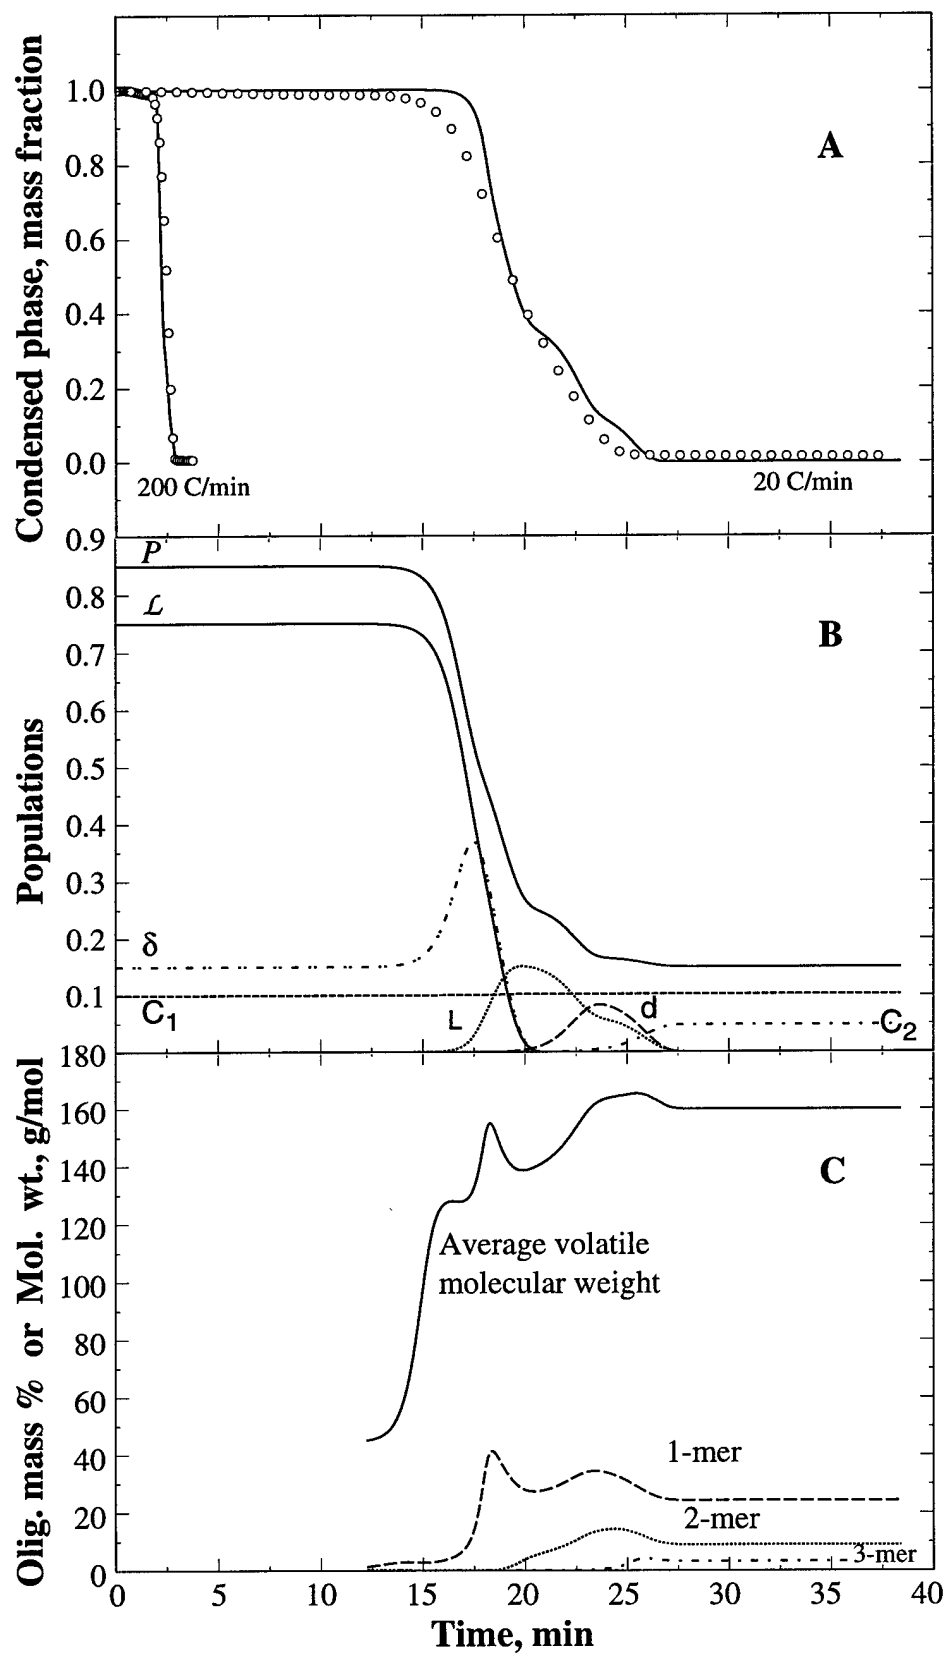 Condensed phase, mass fraction
1.0
0.8
0.6
0.4
0.2
0.0
A
200 C/min
20 C/min
Populations
0.9
0.8
0.7
0.6
0.5
0.4
0.3
0.2
0.1
P
ℒ
B
δ
C₁
L
d
C₂
Olig. mass % or Mol. wt., g/mol
180
160
140
120
100
80
60
40
20
0
C
Average volatile
molecular weight
1-mer
2-mer
3-mer
0 5 10 15 20 25 30 35 40
Time, min